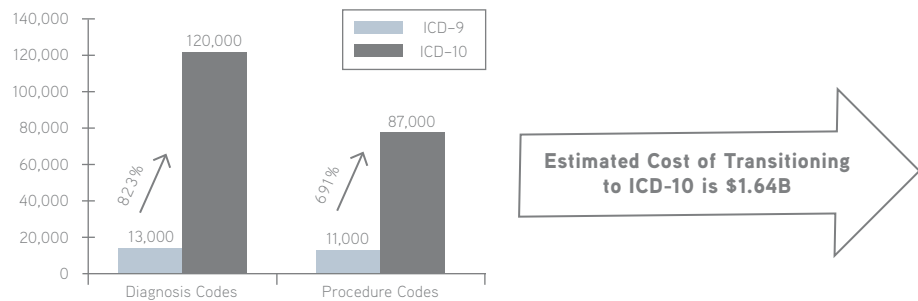 140,000
120,000
100,000
80,000
60,000
40,000
20,000
0
120,000
823%
13,000
87,000
691%
11,000
Diagnosis Codes
Procedure Codes
ICD–9
ICD–10
Estimated Cost of Transitioning
to ICD-10 is $1.64B